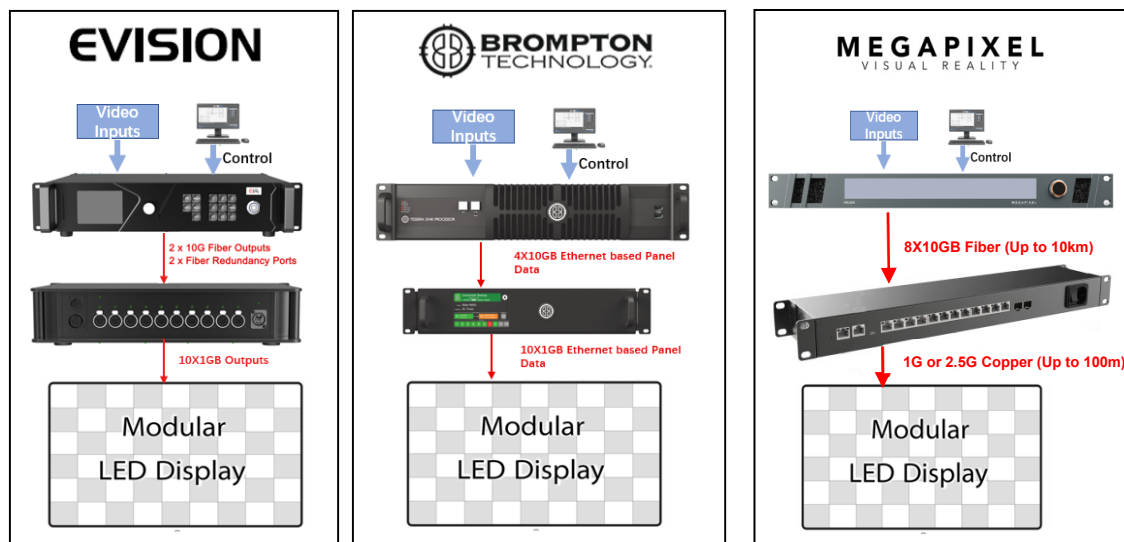 EVISION
Video
Inputs
Control
2 x 10G Fiber Outputs
2 x Fiber Redundancy Ports
10X1GB Outputs
Modular
LED Display
BROMPTON
TECHNOLOGY
Video
Inputs
Control
4X10GB Ethernet based Panel
Data
10X1GB Ethernet based Panel
Data
Modular
LED Display
MEGAPIXEL
VISUAL REALITY
Video
Inputs
Control
MEGAPIXEL
8X10GB Fiber (Up to 10km)
1G or 2.5G Copper (Up to 100m)
Modular
LED Display